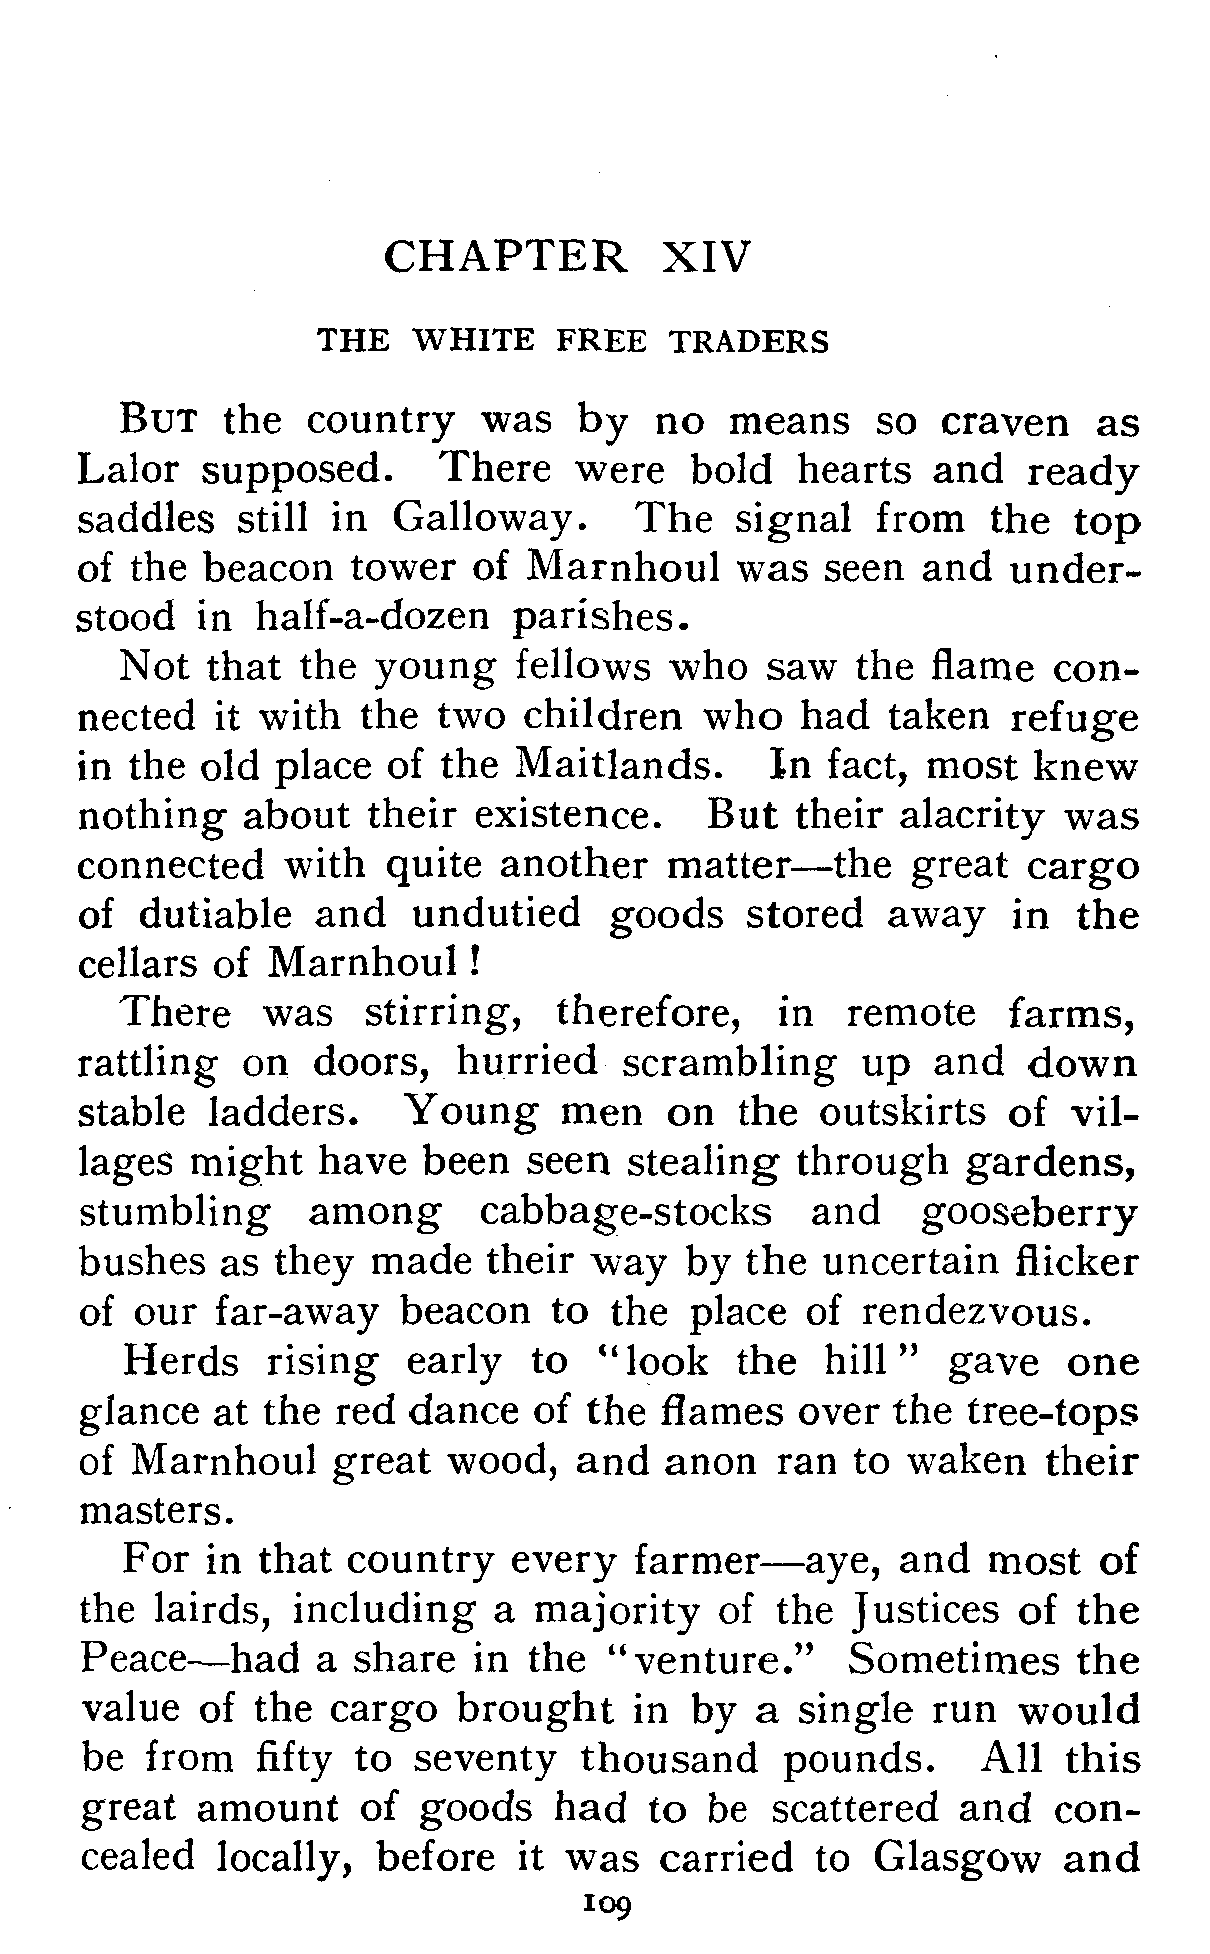 CHAPTER XIV
THE WHITE FREE TRADERS
BUT the country was by no means so craven as
Lalor supposed. There were bold hearts and ready
saddles still in Galloway. The signal from the top
of the beacon tower of Marnhoul was seen and under-
stood in half-a-dozen parishes.
Not that the young fellows who saw the flame con-
nected it with the two children who had taken refuge
in the old place of the Maitlands. In fact, most knew
nothing about their existence. But their alacrity was
connected with quite another matter—the great cargo
of dutiable and undutied goods stored away in the
cellars of Marnhoul !
There was stirring, therefore, in remote farms,
rattling on doors, hurried scrambling up and down
stable ladders. Young men on the outskirts of vil-
lages might have been seen stealing through gardens,
stumbling among cabbage-stocks and gooseberry
bushes as they made their way by the uncertain flicker
of our far-away beacon to the place of rendezvous.
Herds rising early to “look the hill” gave one
glance at the red dance of the flames over the tree-tops
of Marnhoul great wood, and anon ran to waken their
masters.
For in that country every farmer—aye, and most of
the lairds, including a majority of the Justices of the
Peace—had a share in the “venture.” Sometimes the
value of the cargo brought in by a single run would
be from fifty to seventy thousand pounds. All this
great amount of goods had to be scattered and con-
cealed locally, before it was carried to Glasgow and
109